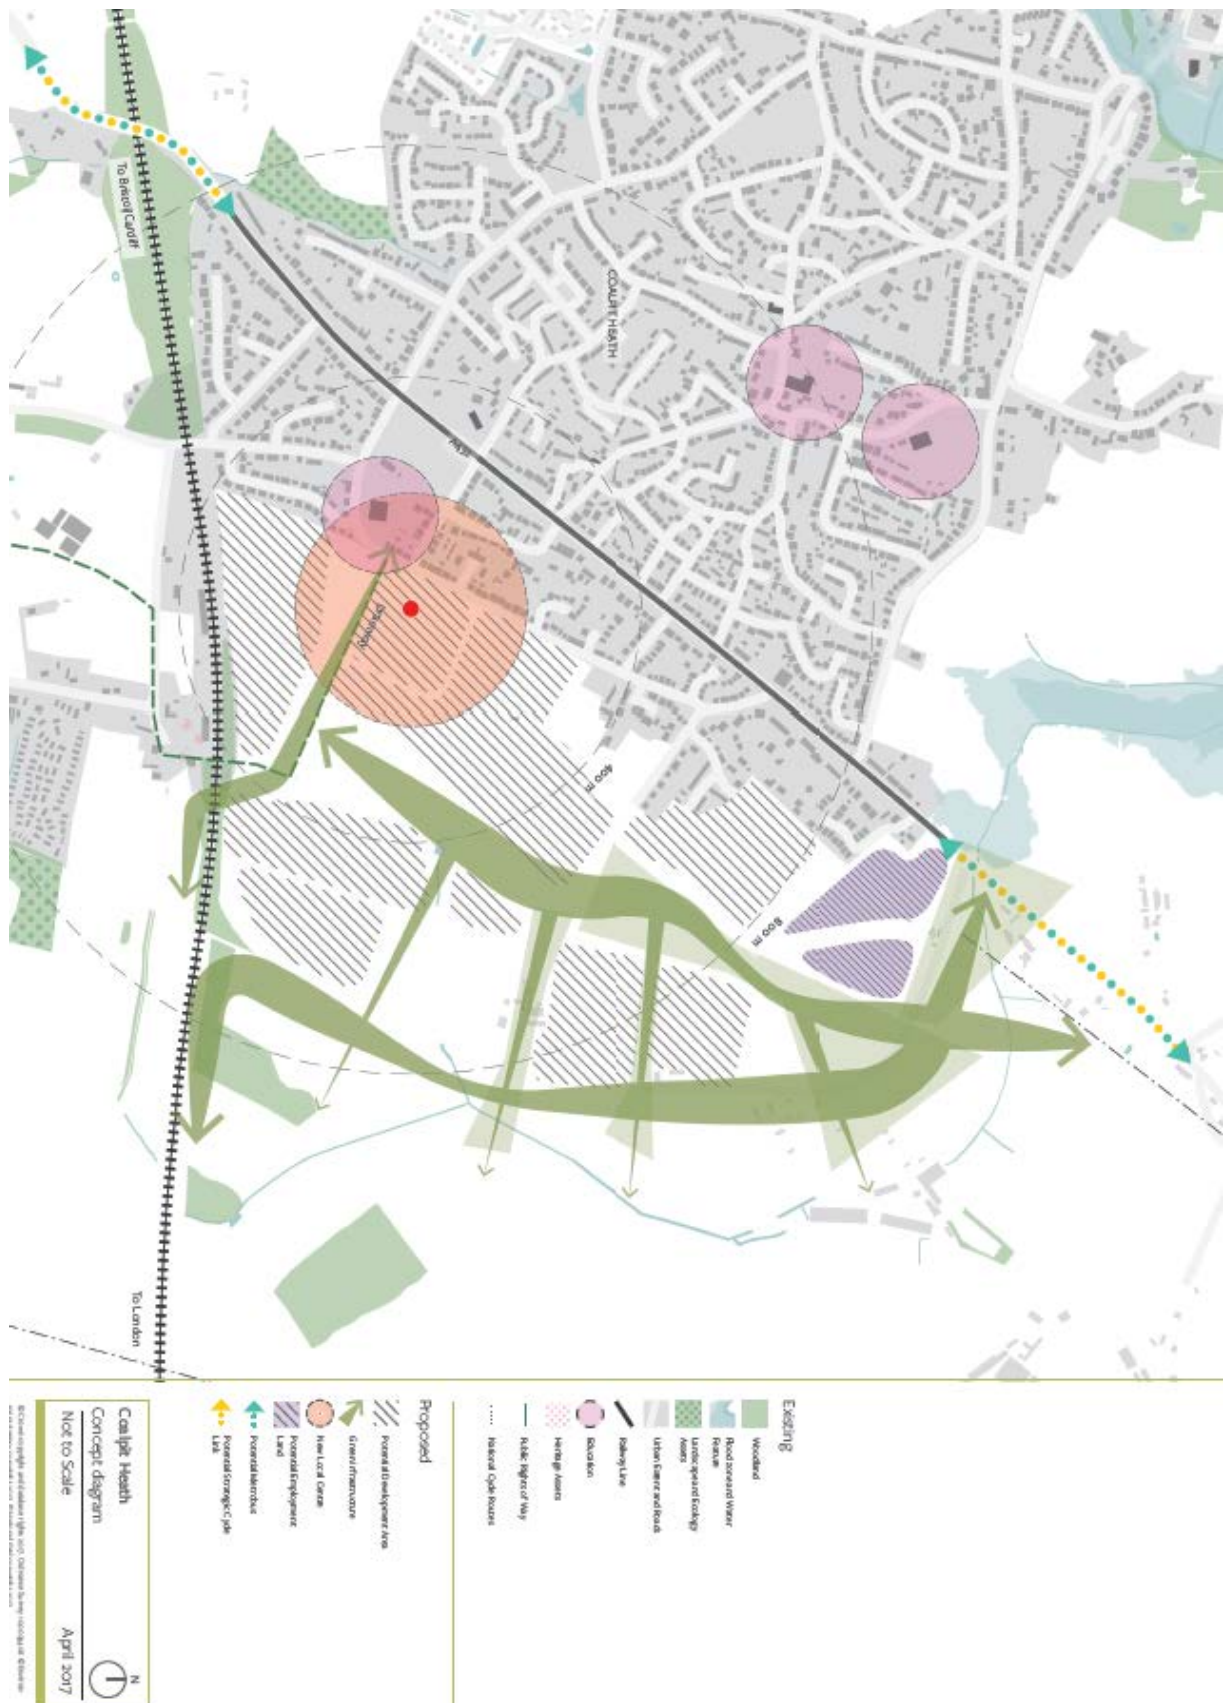 To Bristol/Cardiff
COALPIT HEATH
400 m
800 m
To London
Existing
Woodland
Flood zone and Water
Feature
Landscape and Ecology
Assets
Urban Extent and Roads
Railway Line
Education
Heritage Assets
Public Rights of Way
National Cycle Routes
Proposed
Potential Development Area
Green Infrastructure
New Local Centre
Potential Employment
Land
Potential Metrobus
Potential Strategic Cycle
Link
Coalpit Heath
Concept diagram
Not to Scale
April 2017
N